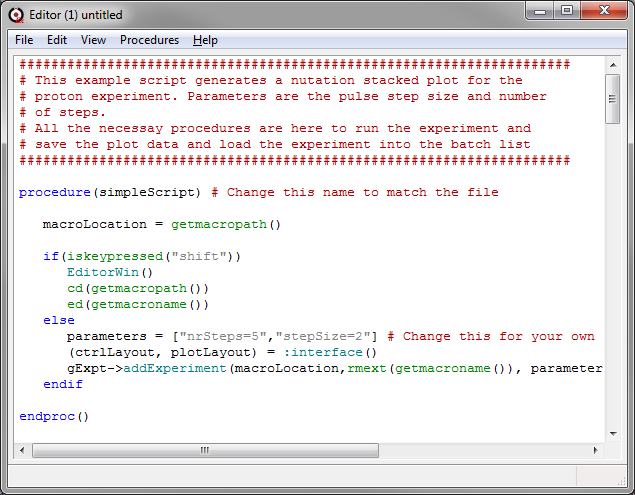 Editor (1) untitled
File Edit View Procedures Help
#####################################################################
# This example script generates a nutation stacked plot for the
# proton experiment. Parameters are the pulse step size and number
# of steps.
# All the necessay procedures are here to run the experiment and
# save the plot data and load the experiment into the batch list
#####################################################################
procedure(simpleScript) # Change this name to match the file
macroLocation = getmacropath()
if(iskeypressed("shift"))
EditorWin()
cd(getmacropath())
ed(getmacroname())
else
parameters = ["nrSteps=5","stepSize=2"] # Change this for your own
(ctrlLayout, plotLayout) = :interface()
gExpt->addExperiment(macroLocation,rmext(getmacroname()), parameter
endif
endproc()